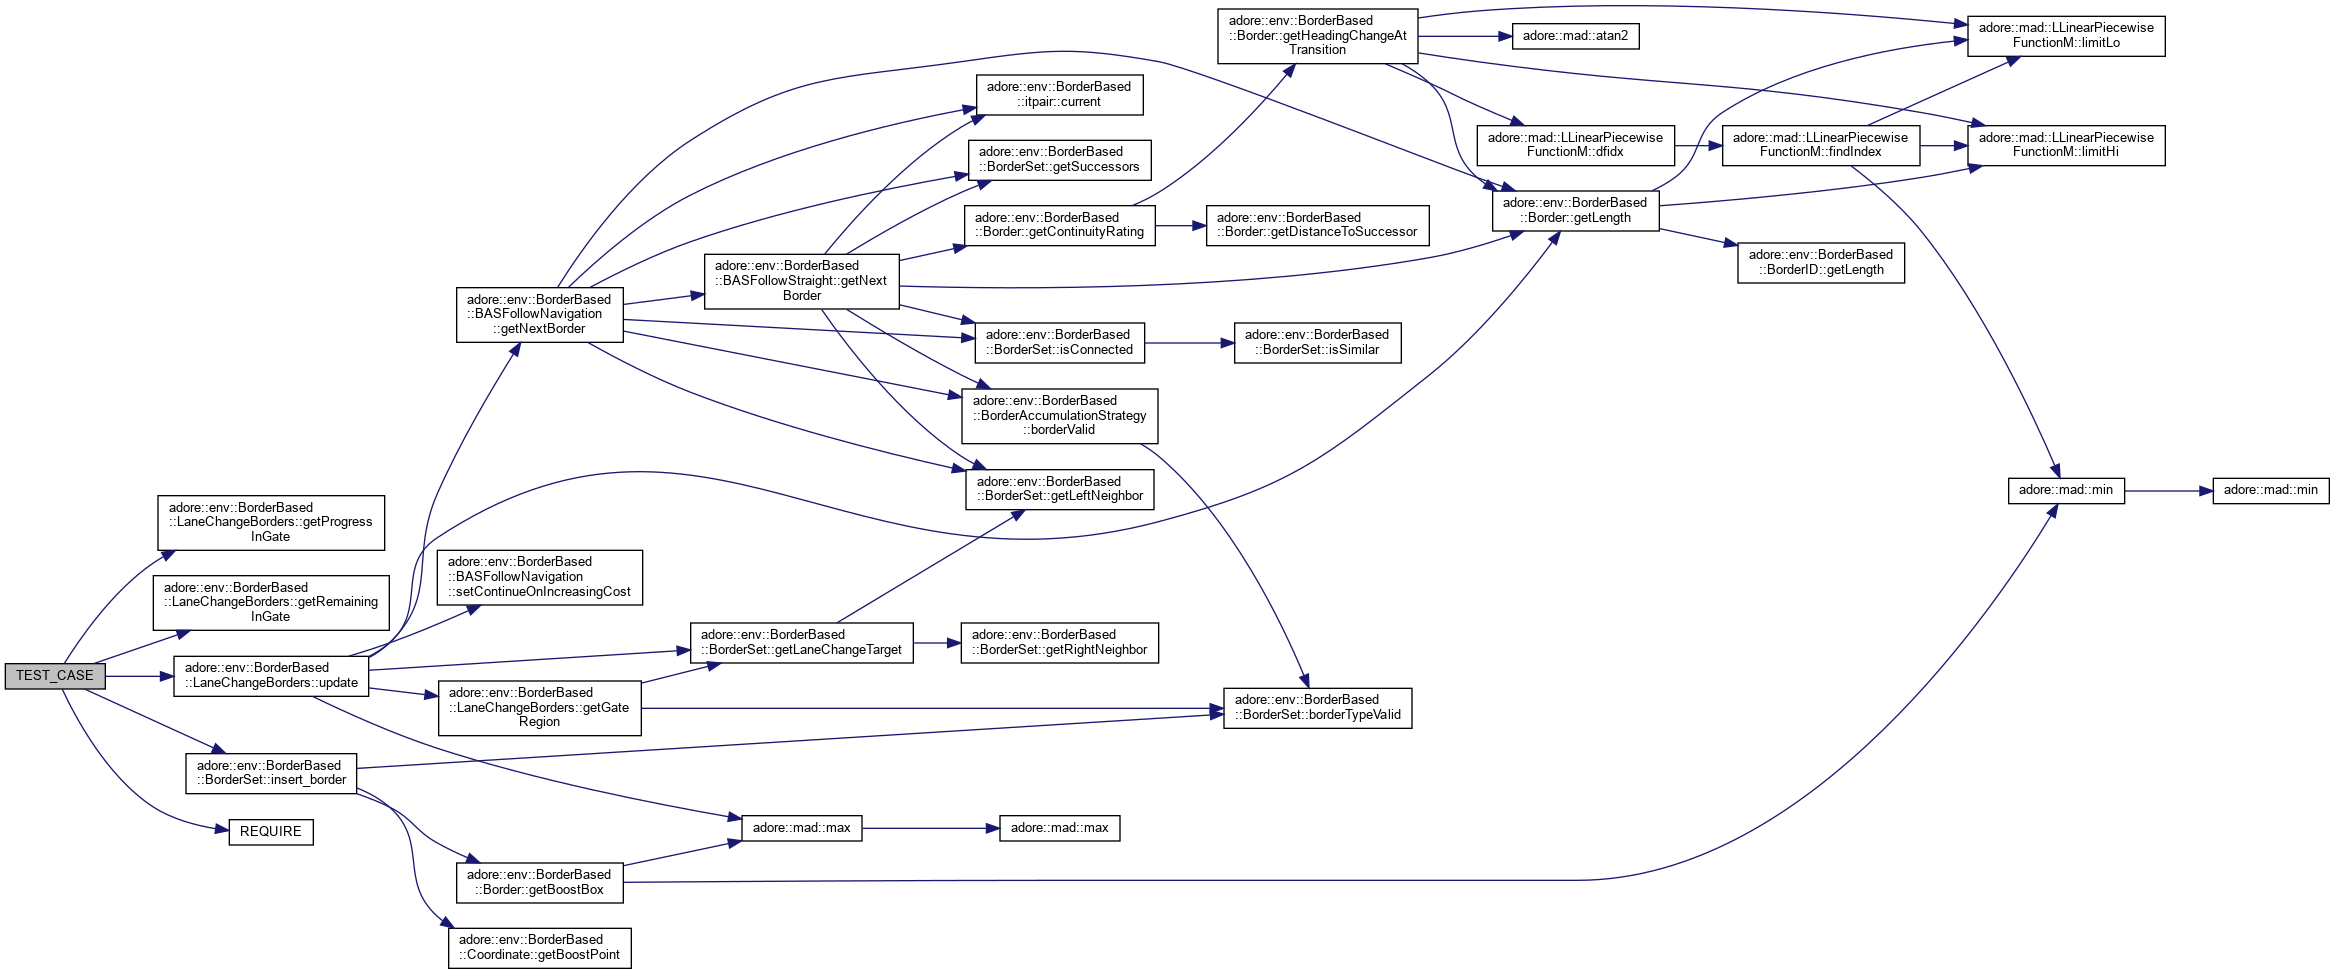 TEST_CASE
adore::env::BorderBased
::LaneChangeBorders::getProgress
InGate
adore::env::BorderBased
::LaneChangeBorders::getRemaining
InGate
adore::env::BorderBased
::LaneChangeBorders::update
adore::env::BorderBased
::BorderSet::insert_border
REQUIRE
adore::env::BorderBased
::BASFollowNavigation
::getNextBorder
adore::env::BorderBased
::BASFollowNavigation
::setContinueOnIncreasingCost
adore::env::BorderBased
::LaneChangeBorders::getGate
Region
adore::env::BorderBased
::Border::getBoostBox
adore::env::BorderBased
::Coordinate::getBoostPoint
adore::env::BorderBased
::BASFollowStraight::getNext
Border
adore::env::BorderBased
::BorderSet::getLaneChangeTarget
adore::mad::max
adore::env::BorderBased
::itpair::current
adore::env::BorderBased
::BorderSet::getSuccessors
adore::env::BorderBased
::Border::getContinuityRating
adore::env::BorderBased
::BorderSet::isConnected
adore::env::BorderBased
::BorderAccumulationStrategy
::borderValid
adore::env::BorderBased
::BorderSet::getLeftNeighbor
adore::env::BorderBased
::BorderSet::getRightNeighbor
adore::mad::max
adore::env::BorderBased
::Border::getHeadingChangeAt
Transition
adore::env::BorderBased
::Border::getDistanceToSuccessor
adore::env::BorderBased
::BorderSet::isSimilar
adore::env::BorderBased
::BorderSet::borderTypeValid
adore::mad::atan2
adore::mad::LLinearPiecewise
FunctionM::dfidx
adore::env::BorderBased
::Border::getLength
adore::mad::LLinearPiecewise
FunctionM::findIndex
adore::env::BorderBased
::BorderID::getLength
adore::mad::LLinearPiecewise
FunctionM::limitLo
adore::mad::LLinearPiecewise
FunctionM::limitHi
adore::mad::min
adore::mad::min